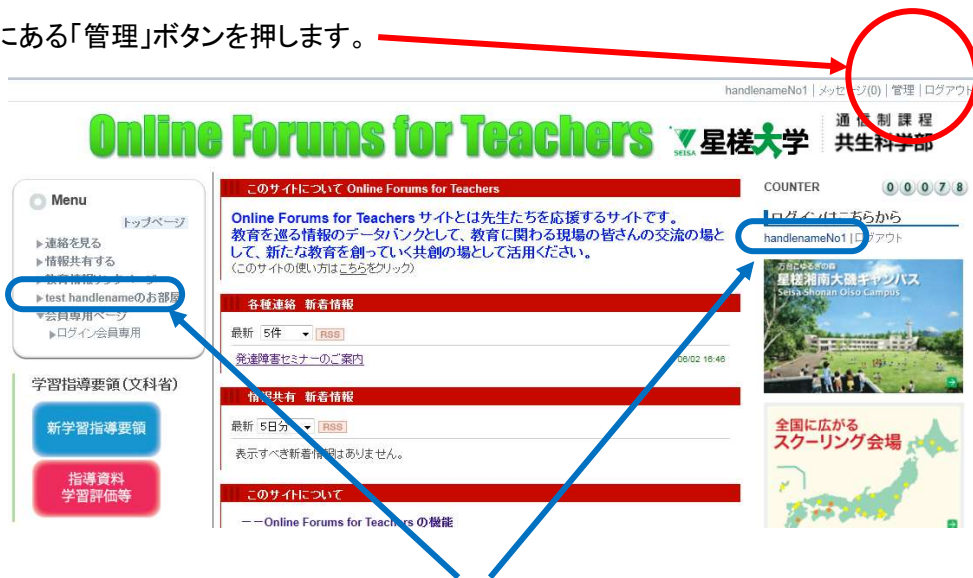 にある「管理」ボタンを押します。
handlenameNo1 | メッセージ(0) | 管理 | ログアウト
Online Forums for Teachers
SEISA
星槎大学
通信制課程
共生科学部
Menu
トップページ
▶連絡を見る
▶情報共有する
▶test handlenameのお部屋
▼会員専用ページ
▶ログイン会員専用
学習指導要領(文科省)
新学習指導要領
指導資料
学習評価等
このサイトについて Online Forums for Teachers
Online Forums for Teachers サイトとは先生たちを応援するサイトです。
教育を巡る情報のデータバンクとして、教育に関わる現場の皆さんの交流の場と
して、新たな教育を創っていく共創の場として活用ください。
(このサイトの使い方はこちらをクリック)
各種連絡 新着情報
最新 5件 RSS
発達障害セミナーのご案内
06/02 16:46
情報共有 新着情報
最新 5日分 RSS
表示すべき新着情報はありません。
このサイトについて
ーーOnline Forums for Teachers の機能
COUNTER 00078
ログインはこちらから
handlenameNo1 | ログアウト
万台こゆるぎの森
星槎湘南大磯キャンパス
Seisa Shonan Oiso Campus
全国に広がる
スクーリング会場